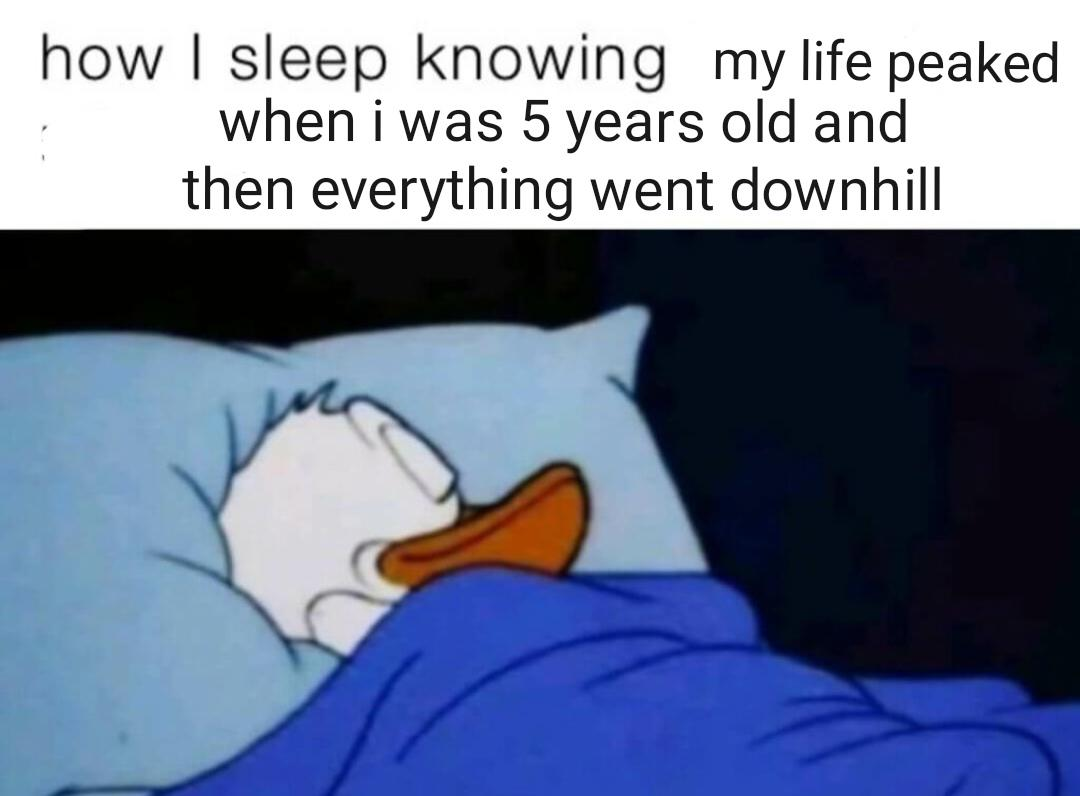 how I sleep knowing my life peaked
when i was 5 years old and
then everything went downhill